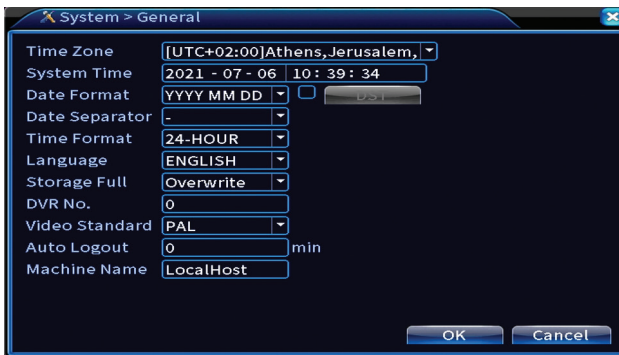 System > General
Time Zone [UTC+02:00]Athens,Jerusalem,
System Time 2021 - 07 - 06 10 : 39 : 34
Date Format YYYY MM DD DST
Date Separator -
Time Format 24-HOUR
Language ENGLISH
Storage Full Overwrite
DVR No. 0
Video Standard PAL
Auto Logout 0 min
Machine Name LocalHost
OK Cancel